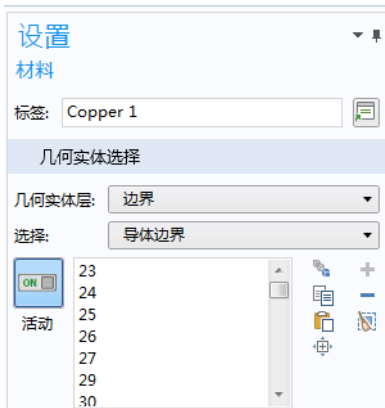 设置
材料
标签: Copper 1
几何实体选择
几何实体层: 边界
选择: 导体边界
ON
活动
23
24
25
26
27
29
30